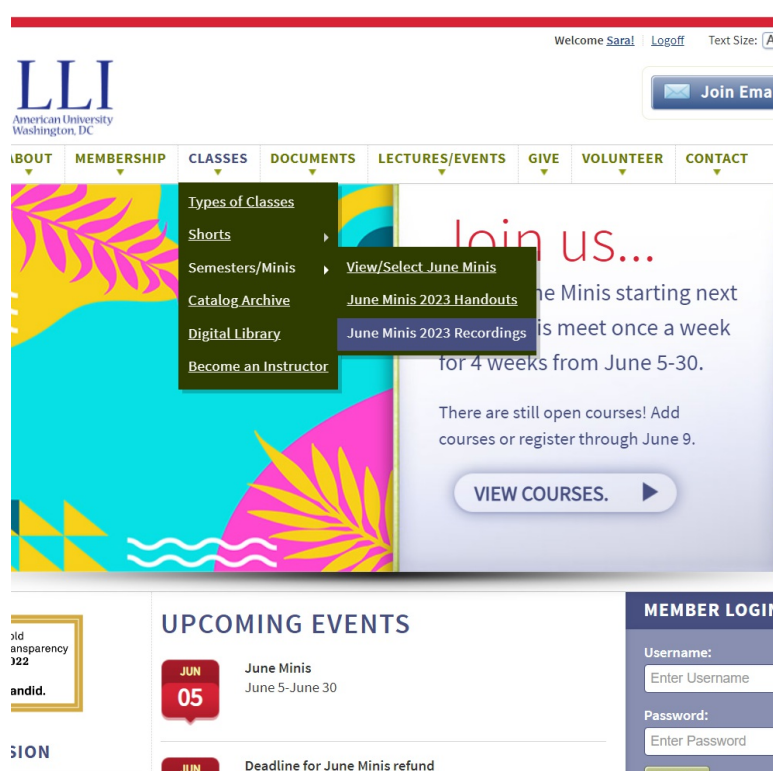 Welcome Sara! Logoff Text Size: A
LLI
American University
Washington, DC
Join Ema
ABOUT MEMBERSHIP CLASSES DOCUMENTS LECTURES/EVENTS GIVE VOLUNTEER CONTACT
Types of Classes
Shorts
Semesters/Minis
Catalog Archive
Digital Library
Become an Instructor
View/Select June Minis
June Minis 2023 Handouts
June Minis 2023 Recordings
Join us...
ne Minis starting next
is meet once a week
for 4 weeks from June 5-30.
There are still open courses! Add
courses or register through June 9.
VIEW COURSES.
old
ansparency
022
andid.
SION
UPCOMING EVENTS
JUN
05
June Minis
June 5-June 30
JUN
Deadline for June Minis refund
MEMBER LOGIN
Username:
Enter Username
Password:
Enter Password